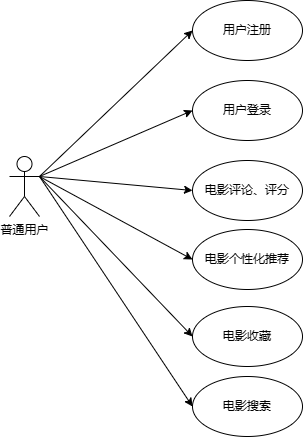 用户注册
用户登录
电影评论、评分
普通用户
电影个性化推荐
电影收藏
电影搜索